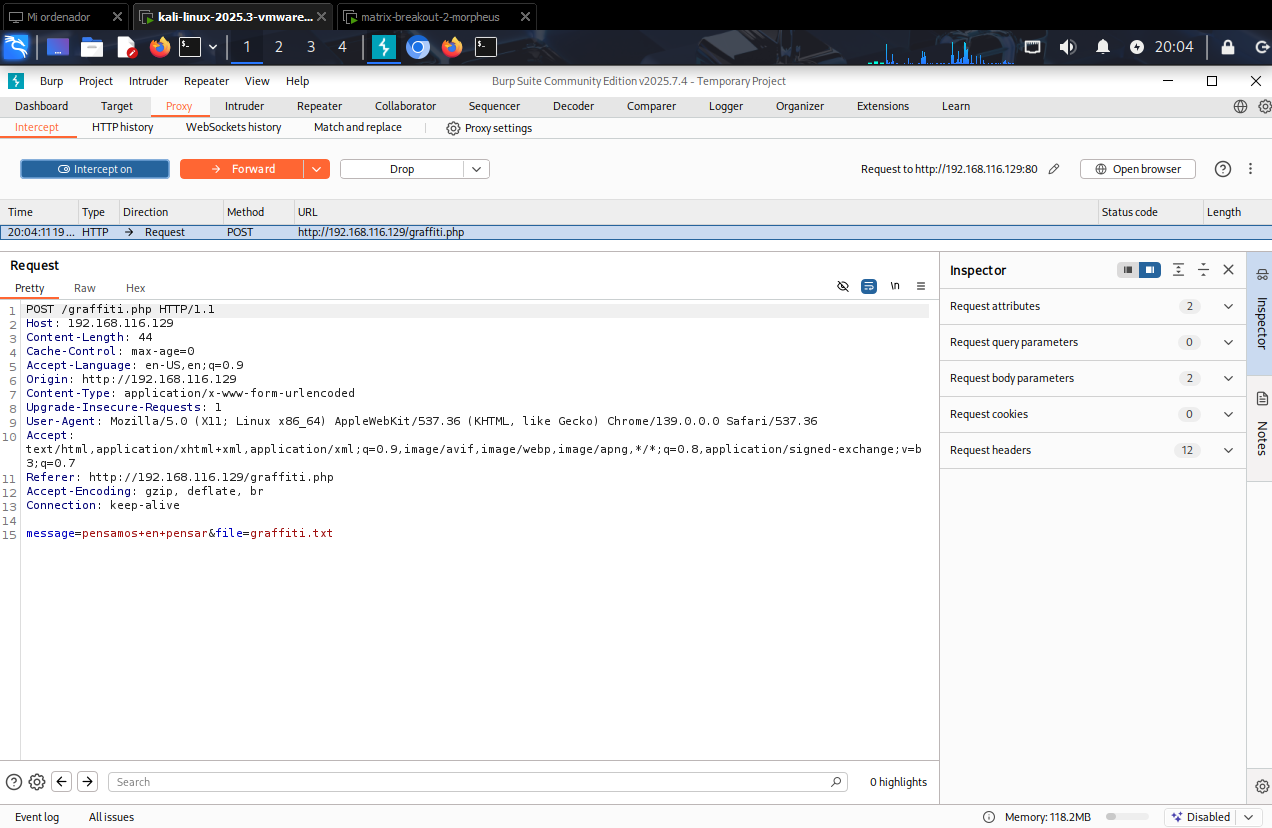 Mi ordenador
kali-linux-2025.3-vmware...
matrix-breakout-2-morpheus
1 2 3 4
20:04
Burp Project Intruder Repeater View Help
Burp Suite Community Edition v2025.7.4 - Temporary Project
Dashboard Target Proxy Intruder Repeater Collaborator Sequencer Decoder Comparer Logger Organizer Extensions Learn
Intercept HTTP history WebSockets history Match and replace Proxy settings
Intercept on Forward Drop Request to http://192.168.116.129:80 Open browser
Time Type Direction Method URL Status code Length
20:04:11 19 ... HTTP Request POST http://192.168.116.129/graffiti.php
Request
Pretty Raw Hex
\n
1 POST /graffiti.php HTTP/1.1
2 Host: 192.168.116.129
3 Content-Length: 44
4 Cache-Control: max-age=0
5 Accept-Language: en-US,en;q=0.9
6 Origin: http://192.168.116.129
7 Content-Type: application/x-www-form-urlencoded
8 Upgrade-Insecure-Requests: 1
9 User-Agent: Mozilla/5.0 (X11; Linux x86_64) AppleWebKit/537.36 (KHTML, like Gecko) Chrome/139.0.0.0 Safari/537.36
10 Accept:
text/html,application/xhtml+xml,application/xml;q=0.9,image/avif,image/webp,image/apng,*/*;q=0.8,application/signed-exchange;v=b
3;q=0.7
11 Referer: http://192.168.116.129/graffiti.php
12 Accept-Encoding: gzip, deflate, br
13 Connection: keep-alive
14
15 message=pensamos+en+pensar&file=graffiti.txt
Inspector
Request attributes 2
Request query parameters 0
Request body parameters 2
Request cookies 0
Request headers 12
Inspector
Notes
Search
0 highlights
Event log All issues
Memory: 118.2MB
Disabled